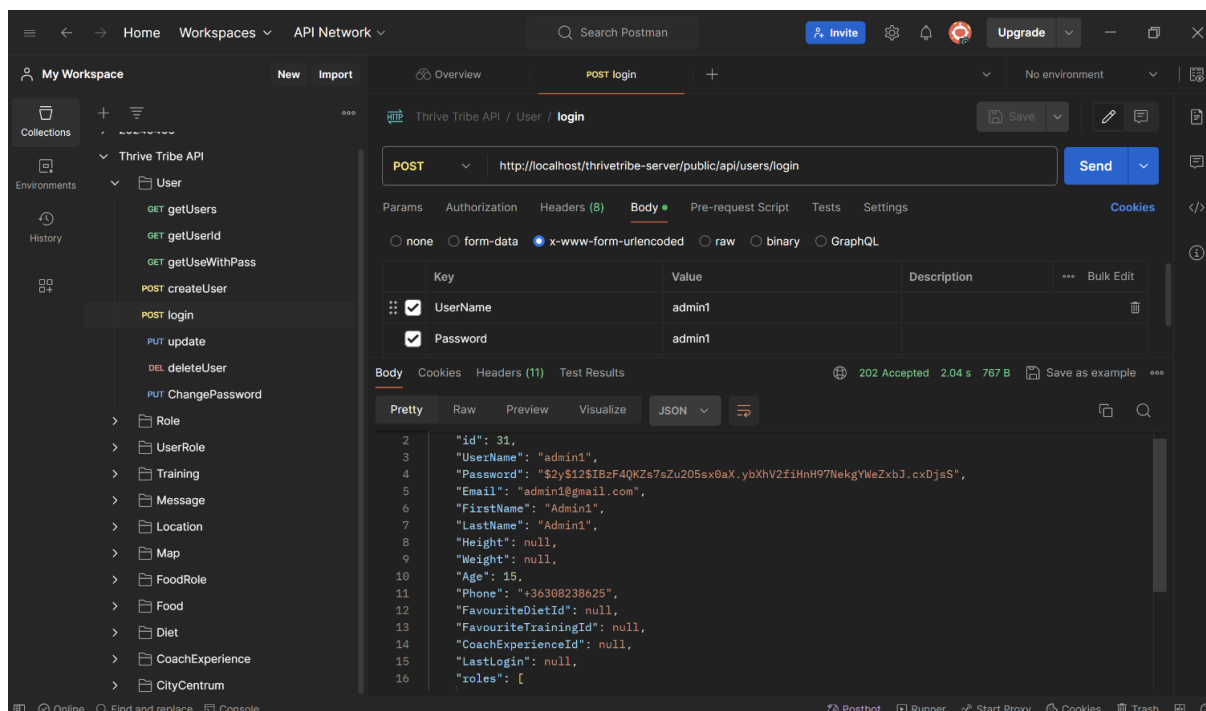 Home Workspaces API Network Search Postman Invite Upgrade
My Workspace New Import Overview POST login No environment
Collections
Environments
History
Thrive Tribe API
User
GET getUsers
GET getUserId
GET getUseWithPass
POST createUser
POST login
PUT update
DEL deleteUser
PUT ChangePassword
Role
UserRole
Training
Message
Location
Map
FoodRole
Food
Diet
CoachExperience
CityCentrum
HTTP Thrive Tribe API / User / login Save
POST http://localhost/thrivetribe-server/public/api/users/login Send
Params Authorization Headers (8) Body Pre-request Script Tests Settings Cookies
none form-data x-www-form-urlencoded raw binary GraphQL
Key Value Description Bulk Edit
UserName admin1
Password admin1
Body Cookies Headers (11) Test Results 202 Accepted 2.04 s 767 B Save as example
Pretty Raw Preview Visualize JSON
2 "id": 31,
3 "UserName": "admin1",
4 "Password": "$2y$12$IBzF4QKZs7sZu2O5sx0aX.ybXhV2fiHnH97NekgYWeZxbJ.cxDjsS",
5 "Email": "admin1@gmail.com",
6 "FirstName": "Admin1",
7 "LastName": "Admin1",
8 "Height": null,
9 "Weight": null,
10 "Age": 15,
11 "Phone": "+36308238625",
12 "FavouriteDietId": null,
13 "FavouriteTrainingId": null,
14 "CoachExperienceId": null,
15 "LastLogin": null,
16 "roles": [
Online Find and replace Console Postbot Runner Start Proxy Cookies Trash